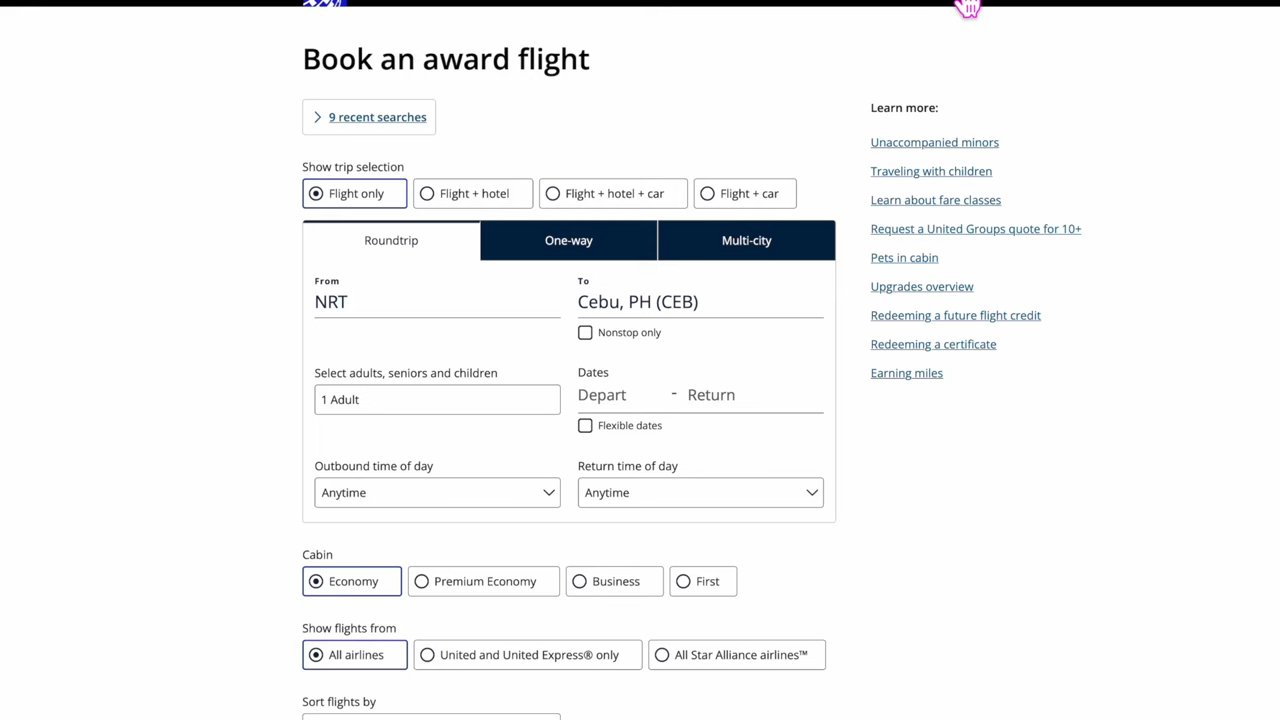 Book an award flight
9 recent searches
Show trip selection
Flight only
Flight + hotel
Flight + hotel + car
Flight + car
Roundtrip
One-way
Multi-city
From
NRT
To
Cebu, PH (CEB)
Nonstop only
Select adults, seniors and children
1 Adult
Dates
Depart - Return
Flexible dates
Outbound time of day
Anytime
Return time of day
Anytime
Cabin
Economy
Premium Economy
Business
First
Show flights from
All airlines
United and United Express® only
All Star Alliance airlines™
Sort flights by
Learn more:
Unaccompanied minors
Traveling with children
Learn about fare classes
Request a United Groups quote for 10+
Pets in cabin
Upgrades overview
Redeeming a future flight credit
Redeeming a certificate
Earning miles